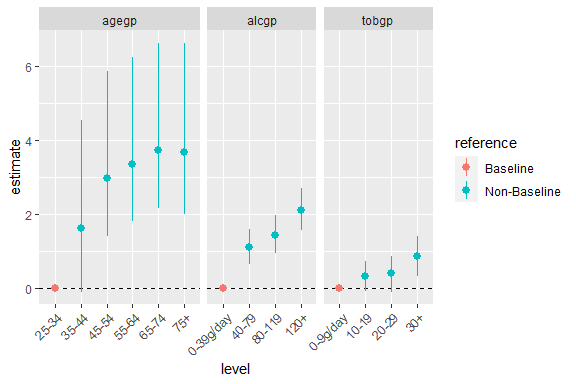 agegp alcgp tobgp
6
4
2
0
estimate
25-34 35-44 45-54 55-64 65-74 75+ 0-39g/day 40-79 80-119 120+ 0-9g/day 10-19 20-29 30+
level
reference
Baseline
Non-Baseline